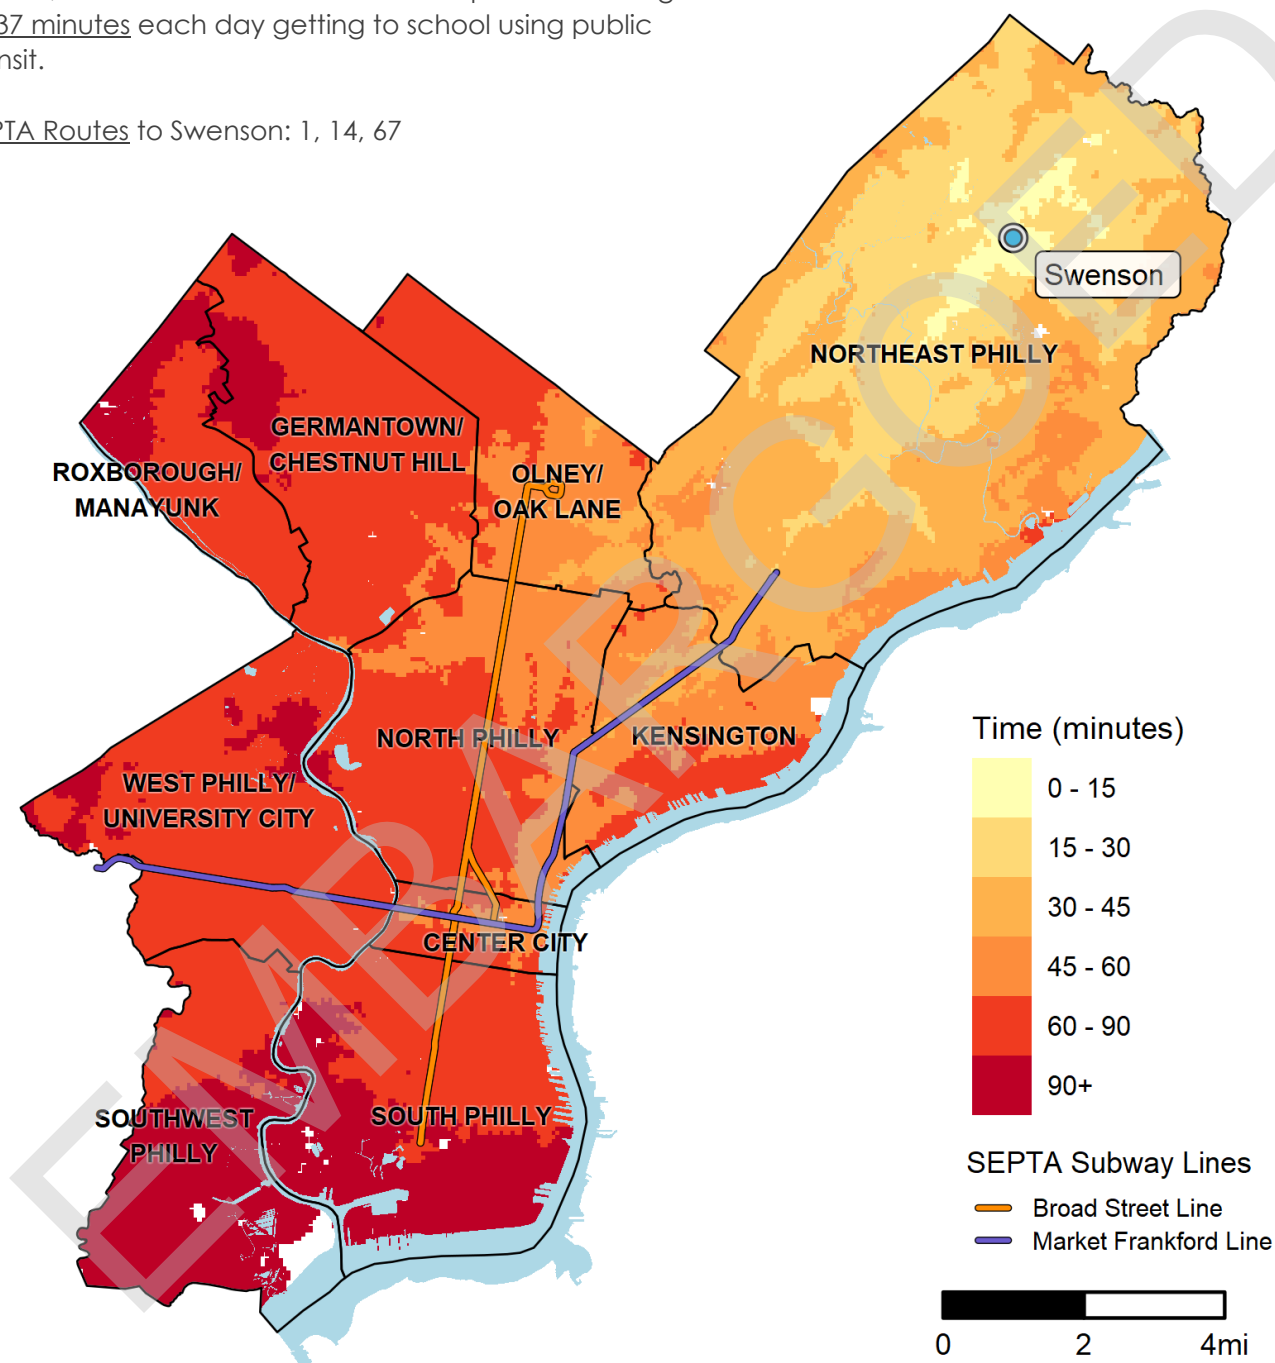 37 minutes each day getting to school using public
nsit.
PTA Routes to Swenson: 1, 14, 67
Swenson
NORTHEAST PHILLY
GERMANTOWN/
CHESTNUT HILL
ROXBOROUGH/
MANAYUNK
OLNEY/
OAK LANE
NORTH PHILLY
KENSINGTON
WEST PHILLY/
UNIVERSITY CITY
CENTER CITY
SOUTHWEST
PHILLY
SOUTH PHILLY
Time (minutes)
0 - 15
15 - 30
30 - 45
45 - 60
60 - 90
90+
SEPTA Subway Lines
Broad Street Line
Market Frankford Line
0 2 4mi
EMBARGOED